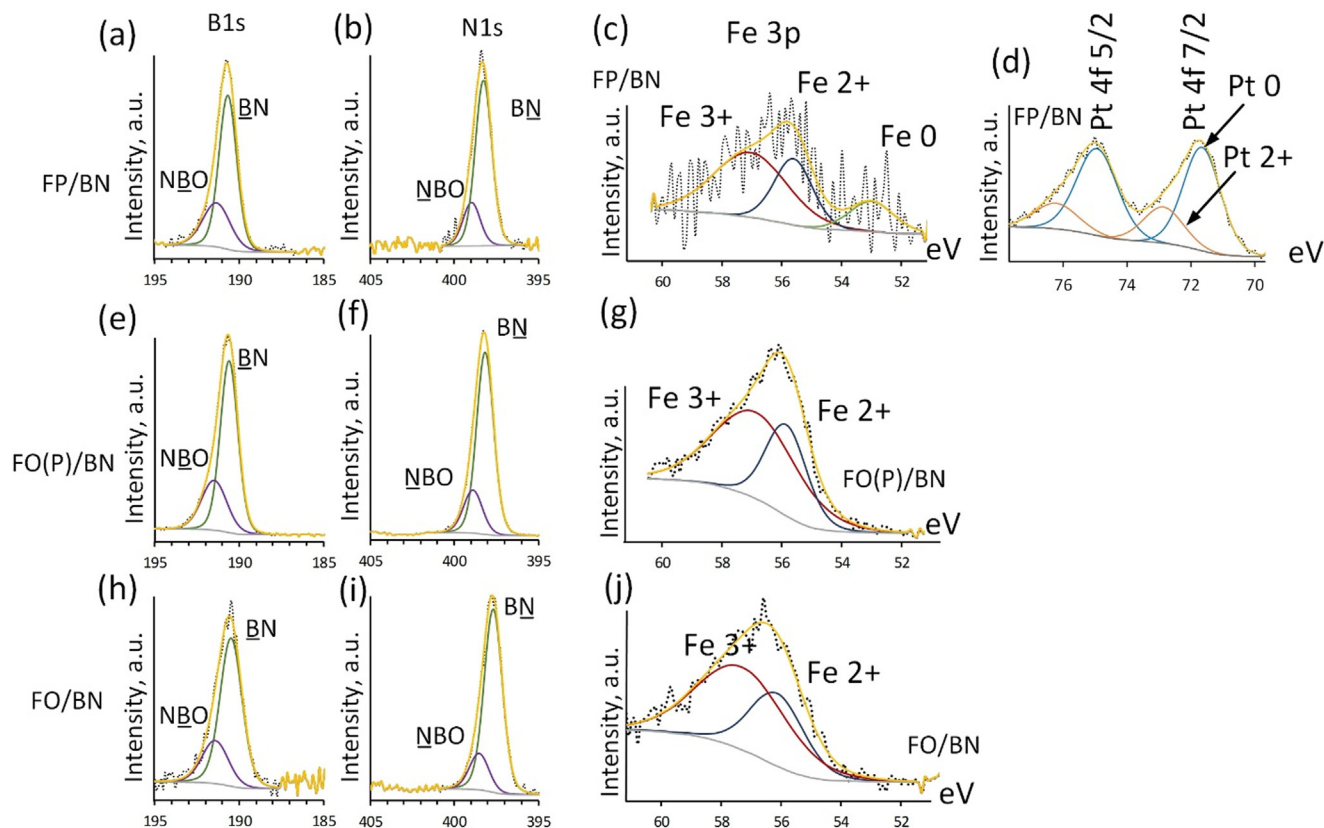 (a)
B1s
(b)
N1s
(c)
Fe 3p
(d)
Pt 4f 5/2
Pt 4f 7/2
FP/BN
Intensity, a.u.
BN
NBO
195
190
185
Intensity, a.u.
BN
NBO
405
400
395
FP/BN
Intensity, a.u.
Fe 3+
Fe 2+
Fe 0
eV
60
58
56
54
52
FP/BN
Intensity, a.u.
Pt 0
Pt 2+
eV
76
74
72
70
(e)
(f)
(g)
FO(P)/BN
Intensity, a.u.
BN
NBO
195
190
185
Intensity, a.u.
BN
NBO
405
400
395
Intensity, a.u.
Fe 3+
Fe 2+
FO(P)/BN
eV
60
58
56
54
52
(h)
(i)
(j)
FO/BN
Intensity, a.u.
BN
NBO
195
190
185
Intensity, a.u.
BN
NBO
405
400
395
Intensity, a.u.
Fe 3+
Fe 2+
FO/BN
eV
60
58
56
54
52